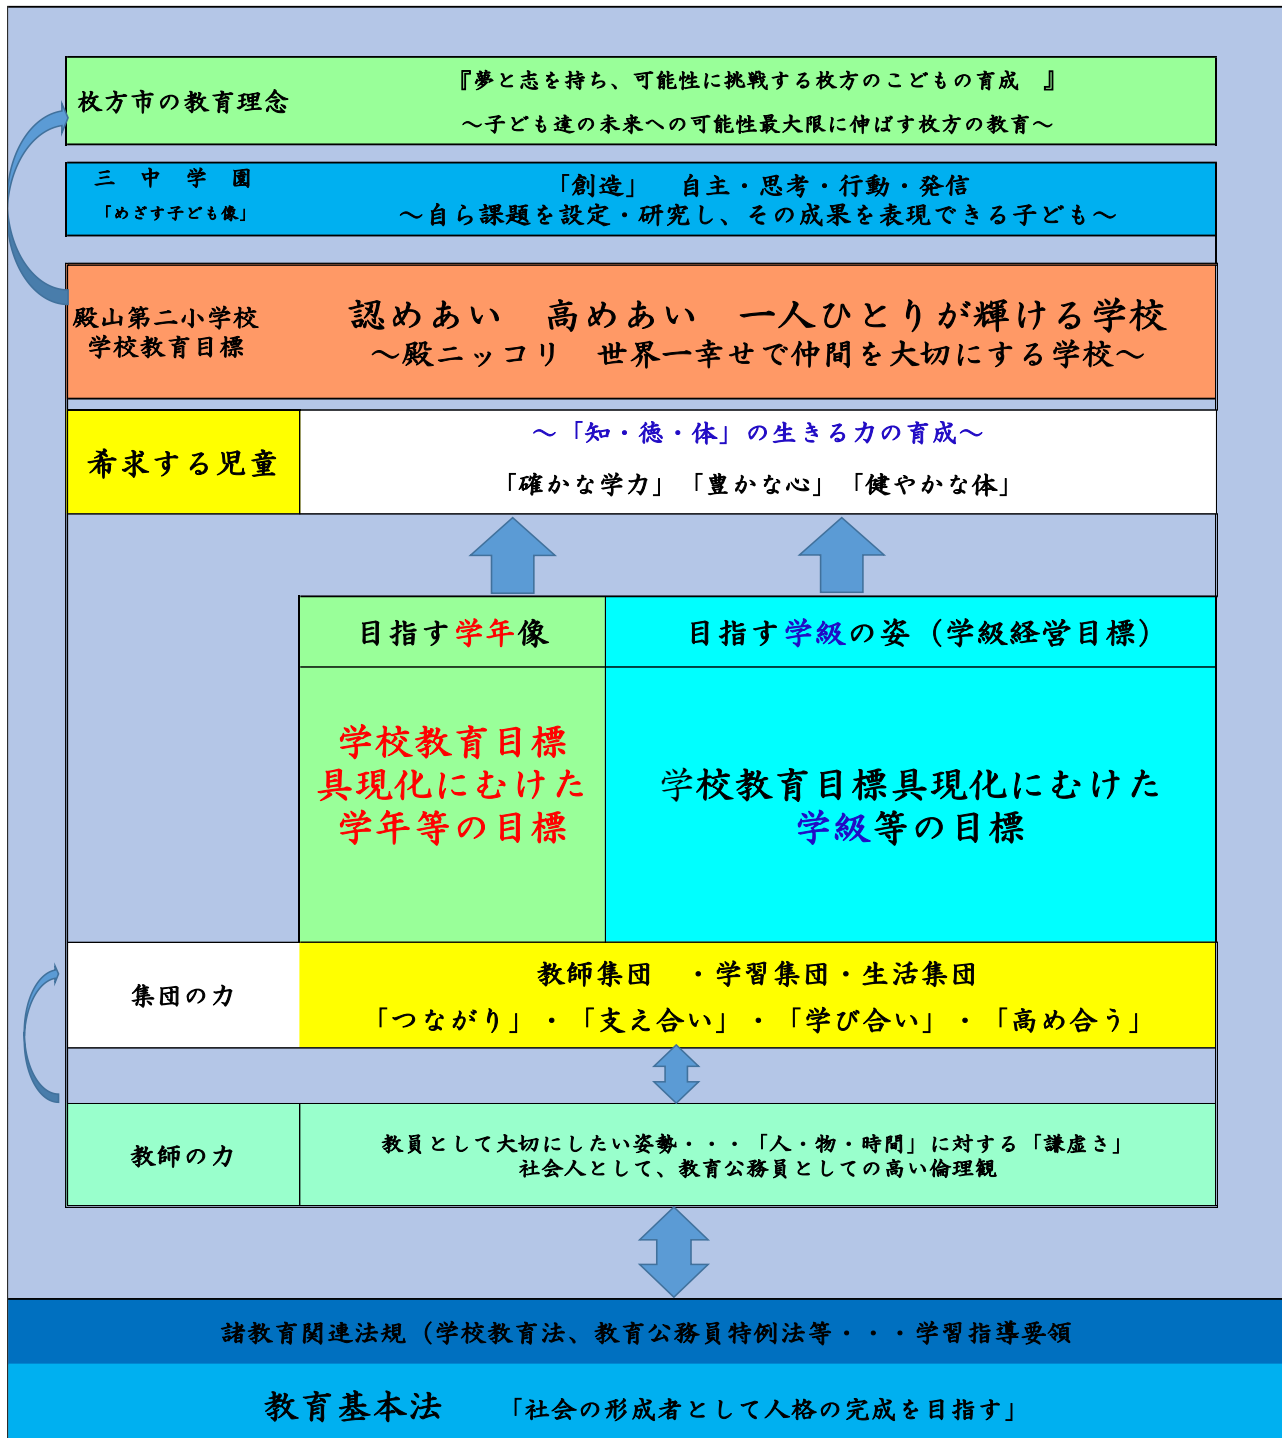 枚方市の教育理念
『夢と志を持ち、可能性に挑戦する枚方のこどもの育成　』
～子ども達の未来への可能性最大限に伸ばす枚方の教育～
三　中　学　園
「めざす子ども像」
「創造」　自主・思考・行動・発信
～自ら課題を設定・研究し、その成果を表現できる子ども～
殿山第二小学校
学校教育目標
認めあい　高めあい　一人ひとりが輝ける学校
～殿ニッコリ　世界一幸せで仲間を大切にする学校～
希求する児童
～「知・徳・体」の生きる力の育成～
「確かな学力」「豊かな心」「健やかな体」
目指す学年像
目指す学級の姿（学級経営目標）
学校教育目標
具現化にむけた
学年等の目標
学校教育目標具現化にむけた
学級等の目標
集団の力
教師集団　・学習集団・生活集団
「つながり」・「支え合い」・「学び合い」・「高め合う」
教師の力
教員として大切にしたい姿勢・・・「人・物・時間」に対する「謙虚さ」
社会人として、教育公務員としての高い倫理観
諸教育関連法規（学校教育法、教育公務員特例法等・・・学習指導要領
教育基本法　「社会の形成者として人格の完成を目指す」